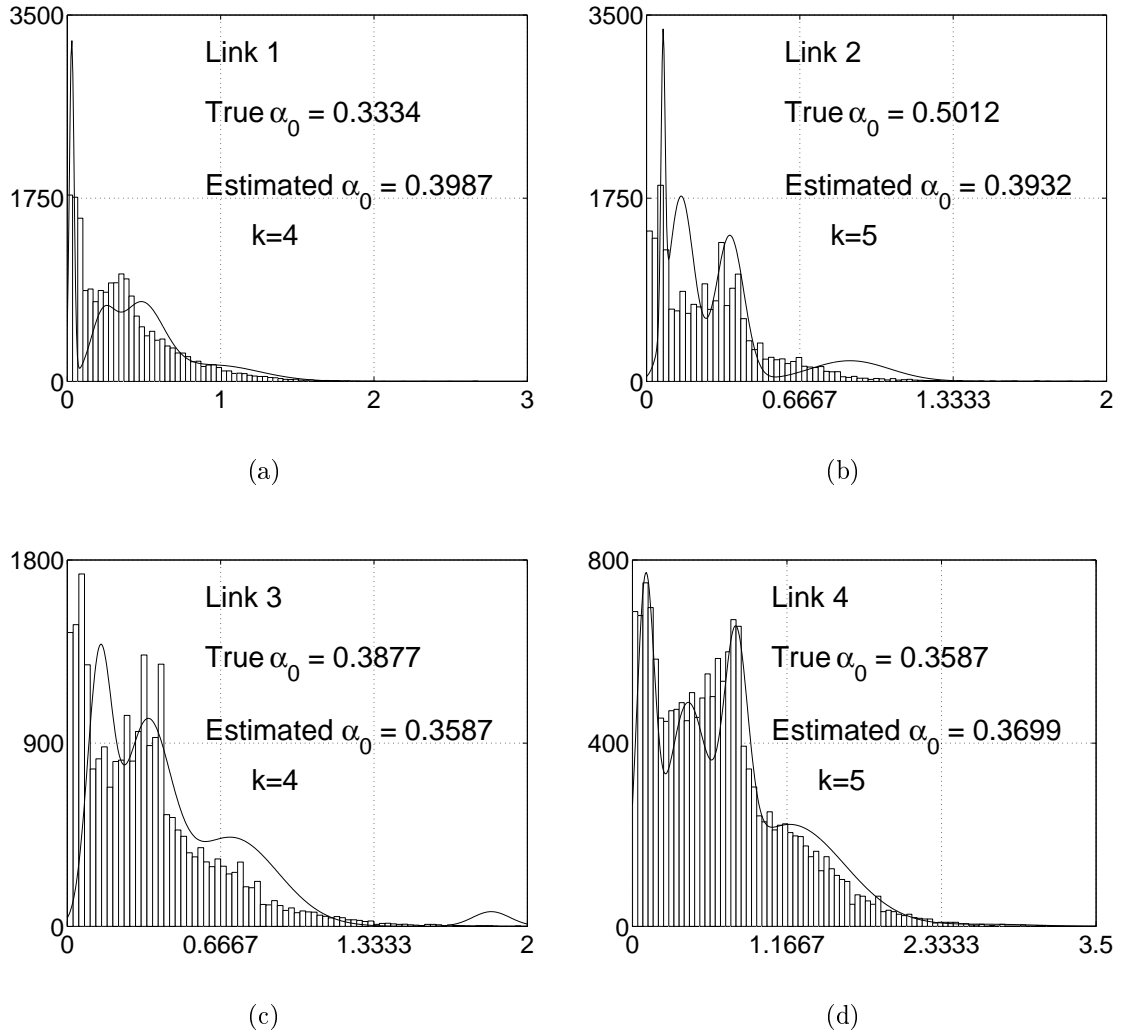 3500
Link 1
True α₀ = 0.3334
Estimated α₀ = 0.3987
1750
k=4
0
0 1 2 3
(a)
3500
Link 2
True α₀ = 0.5012
Estimated α₀ = 0.3932
1750
k=5
0
0 0.6667 1.3333 2
(b)
1800
Link 3
True α₀ = 0.3877
Estimated α₀ = 0.3587
900
k=4
0
0 0.6667 1.3333 2
(c)
800
Link 4
True α₀ = 0.3587
Estimated α₀ = 0.3699
400
k=5
0
0 1.1667 2.3333 3.5
(d)